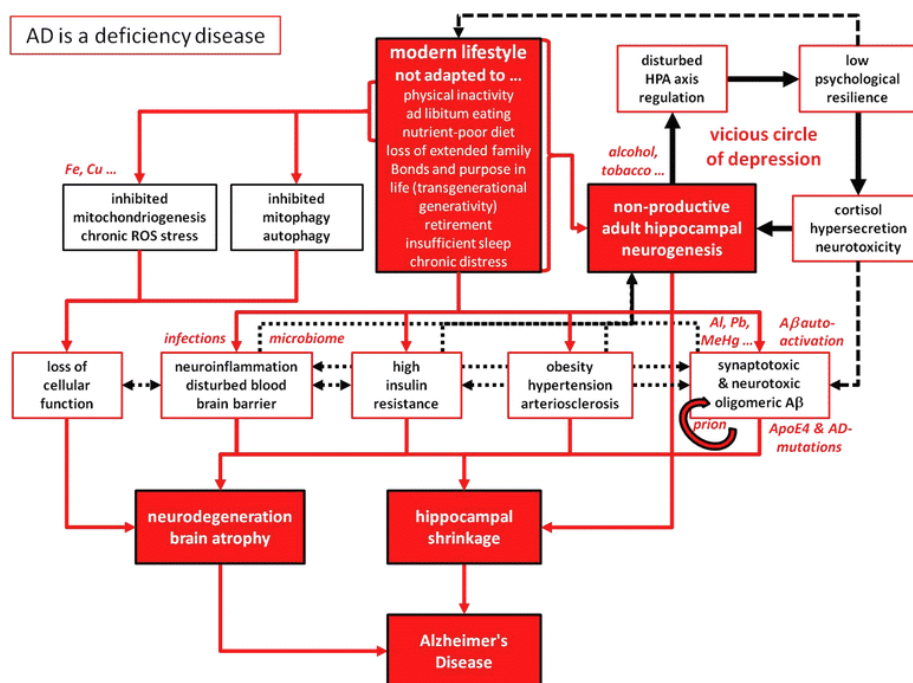 AD is a deficiency disease
modern lifestyle
not adapted to ...
physical inactivity
ad libitum eating
nutrient-poor diet
loss of extended family
Bonds and purpose in
life (transgenerational
generativity)
retirement
insufficient sleep
chronic distress
disturbed
HPA axis
regulation
low
psychological
resilience
vicious circle
of depression
alcohol,
tobacco ...
Fe, Cu ...
inhibited
mitochondriogenesis
chronic ROS stress
inhibited
mitophagy
autophagy
non-productive
adult hippocampal
neurogenesis
cortisol
hypersecretion
neurotoxicity
infections
microbiome
Al, Pb,
MeHg ...
Aβ auto-
activation
loss of
cellular
function
neuroinflammation
disturbed blood
brain barrier
high
insulin
resistance
obesity
hypertension
arteriosclerosis
synaptotoxic
& neurotoxic
oligomeric Aβ
prion
ApoE4 & AD-
mutations
neurodegeneration
brain atrophy
hippocampal
shrinkage
Alzheimer's
Disease